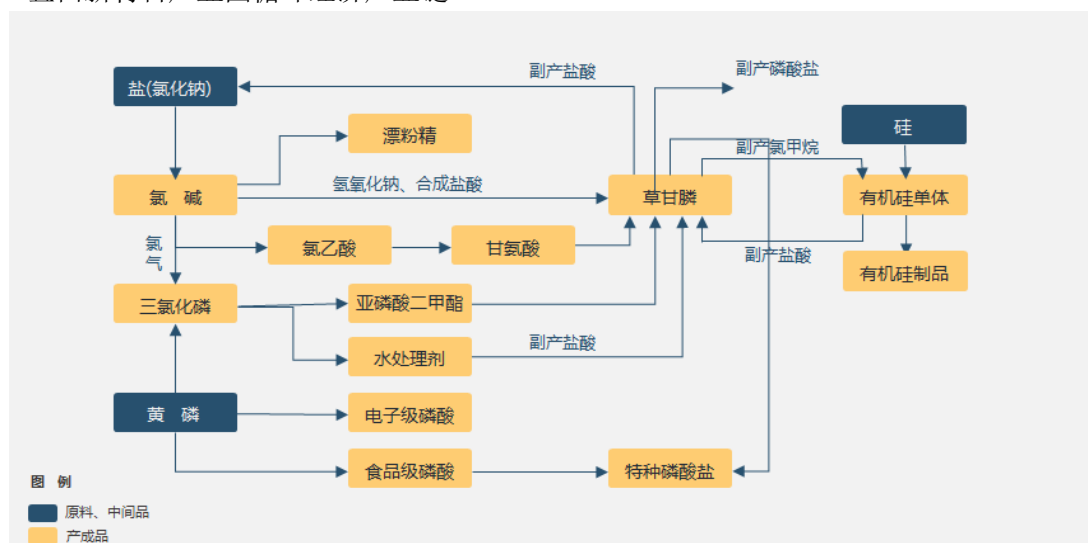 副产盐酸
副产磷酸盐
盐(氯化钠)
硅
漂粉精
副产氯甲烷
氯 碱
氢氧化钠、合成盐酸
草甘膦
有机硅单体
氯气
氯乙酸
甘氨酸
副产盐酸
有机硅制品
三氯化磷
亚磷酸二甲酯
水处理剂
副产盐酸
黄 磷
电子级磷酸
食品级磷酸
特种磷酸盐
图 例
原料、中间品
产成品